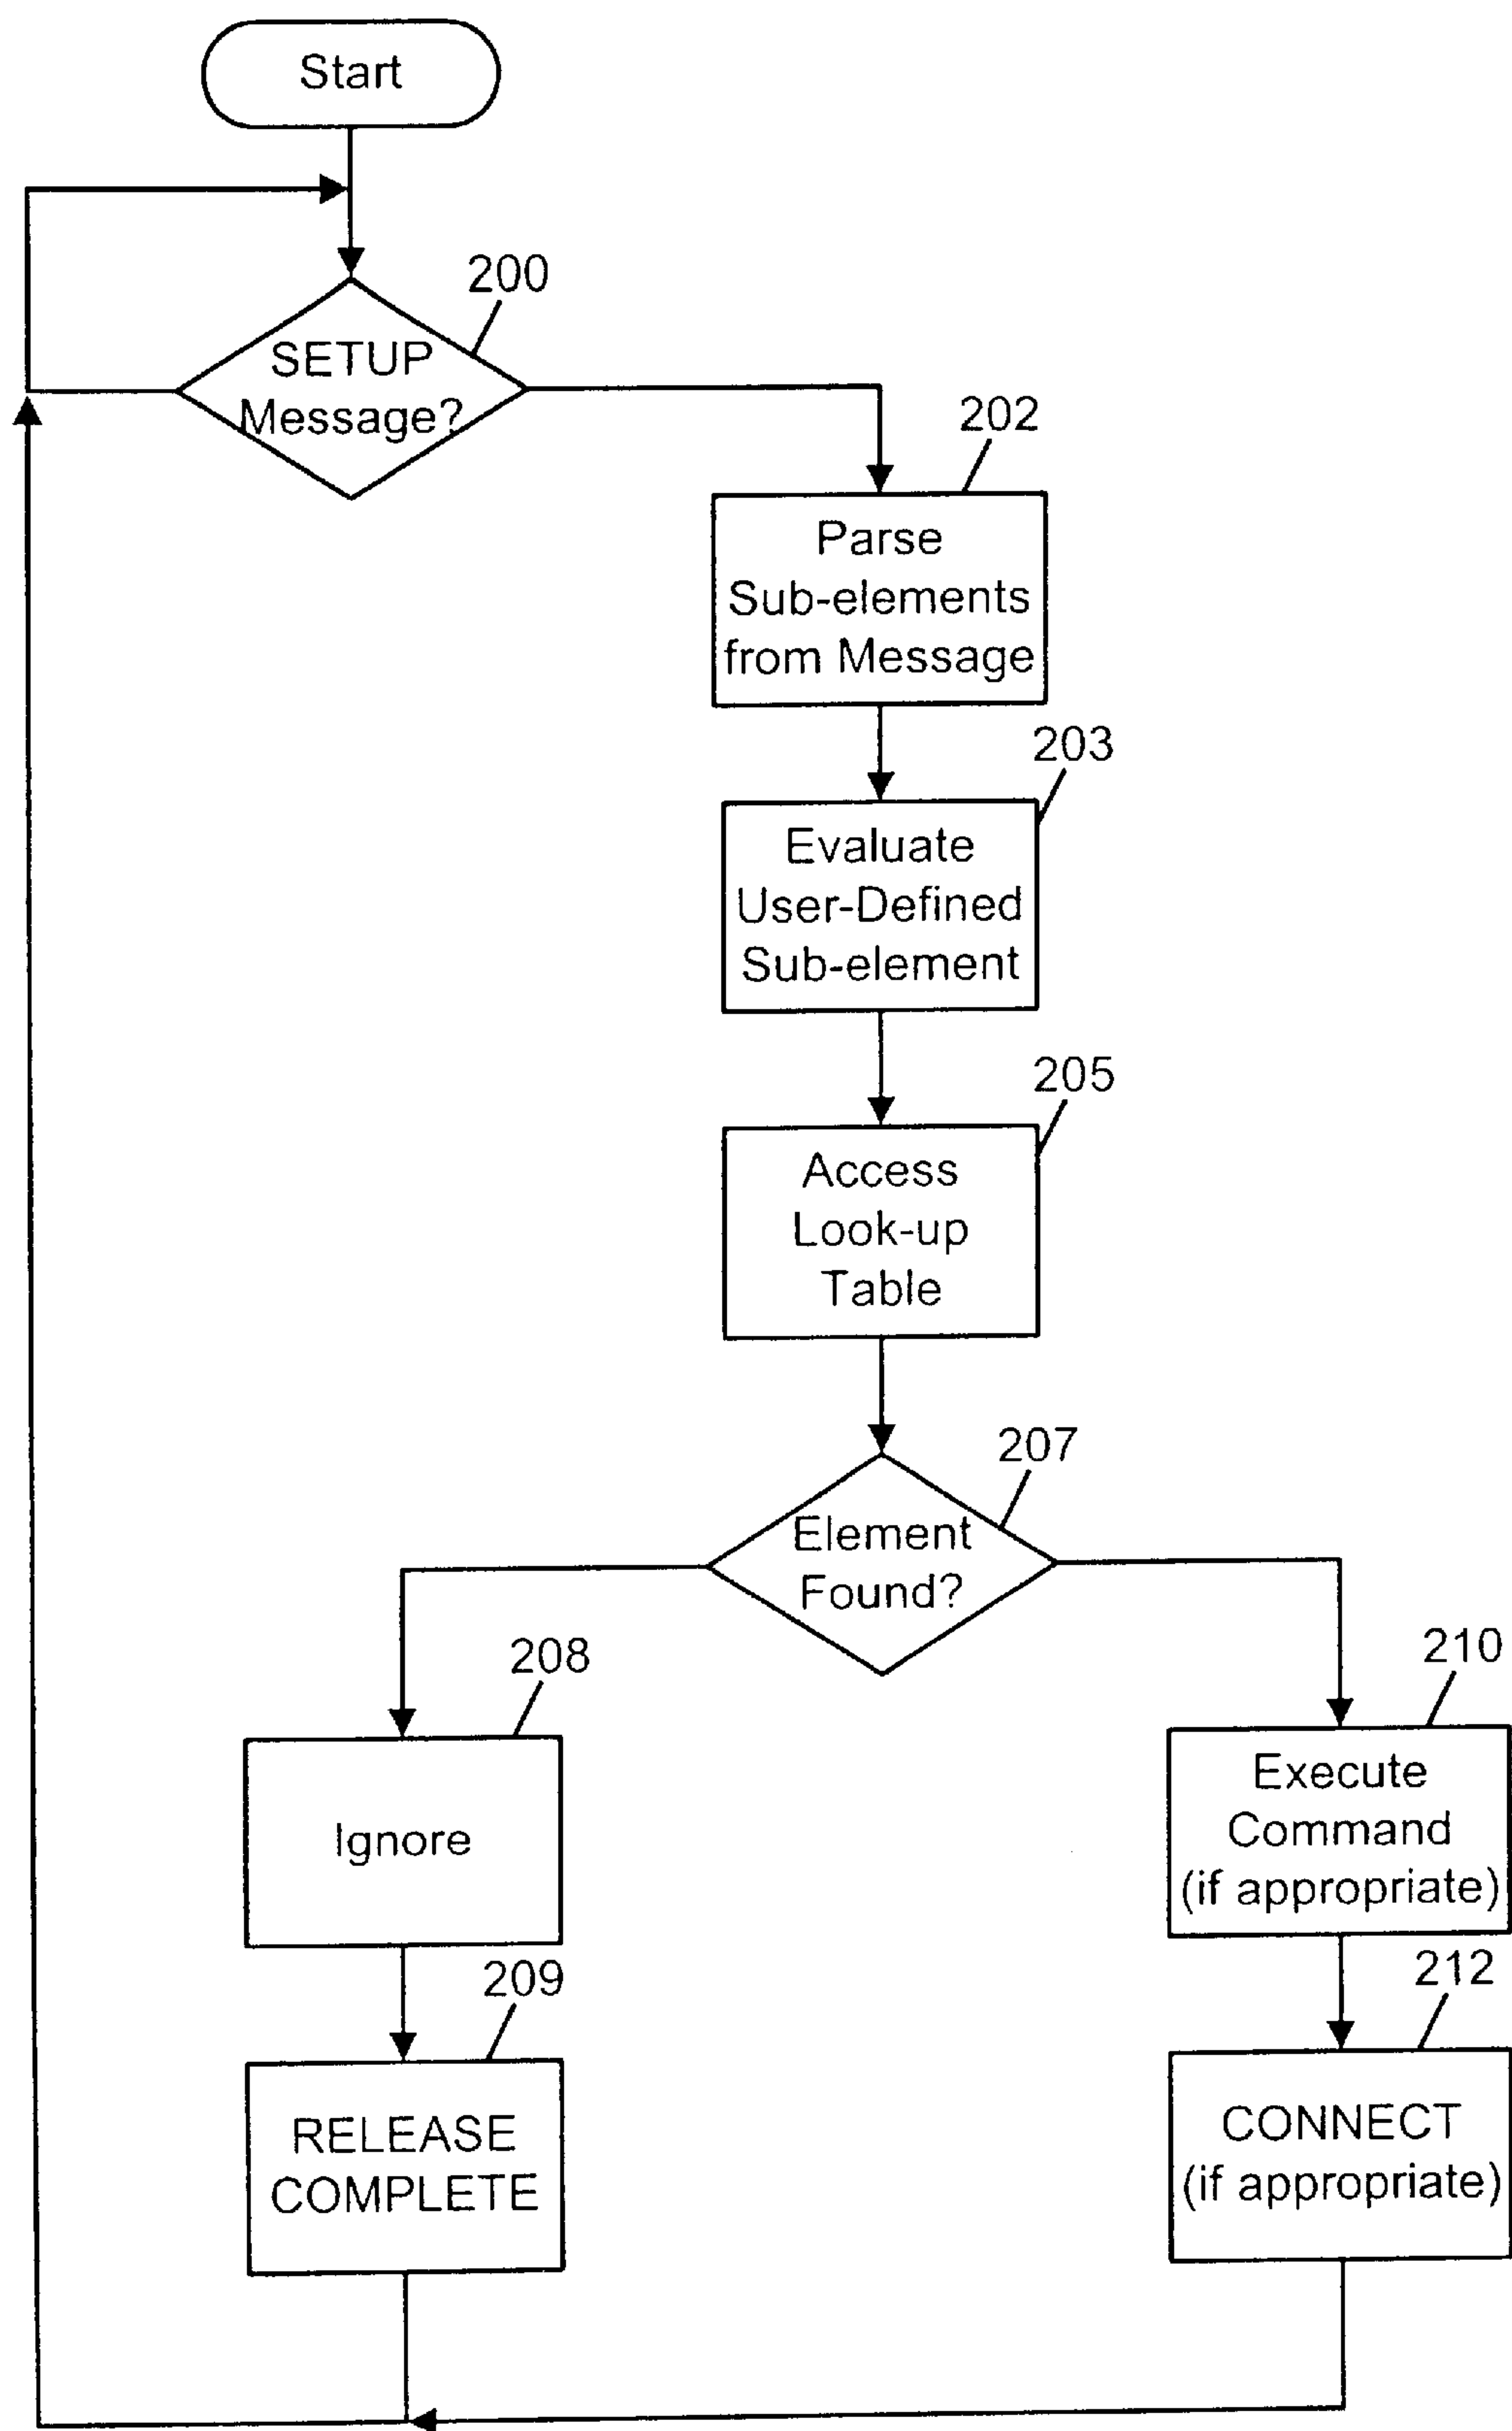 Start
200
SETUP
Message?
202
Parse
Sub-elements
from Message
203
Evaluate
User-Defined
Sub-element
205
Access
Look-up
Table
207
Element
Found?
208
Ignore
209
RELEASE
COMPLETE
210
Execute
Command
(if appropriate)
212
CONNECT
(if appropriate)